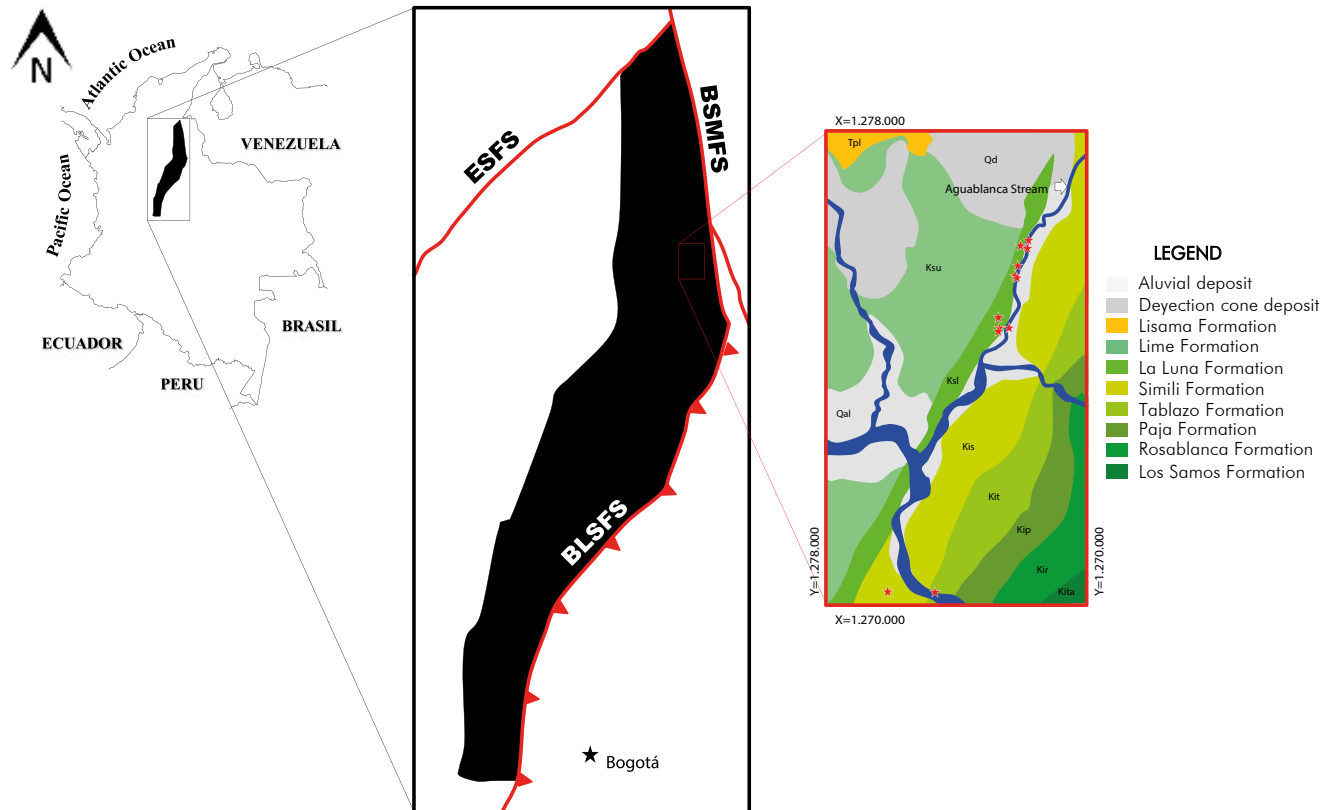 N
Atlantic Ocean
Pacific Ocean
VENEZUELA
BRASIL
ECUADOR
PERU
ESFS
BSMFS
BLSFS
Bogotá
X=1.278.000
Tpl
Qd
Aguablanca Stream
Ksu
Ksl
Qal
Kis
Kit
Kip
Kir
Kita
Y=1.278.000
Y=1.270.000
X=1.270.000
LEGEND
Aluvial deposit
Deyection cone deposit
Lisama Formation
Lime Formation
La Luna Formation
Simili Formation
Tablazo Formation
Paja Formation
Rosablanca Formation
Los Samos Formation